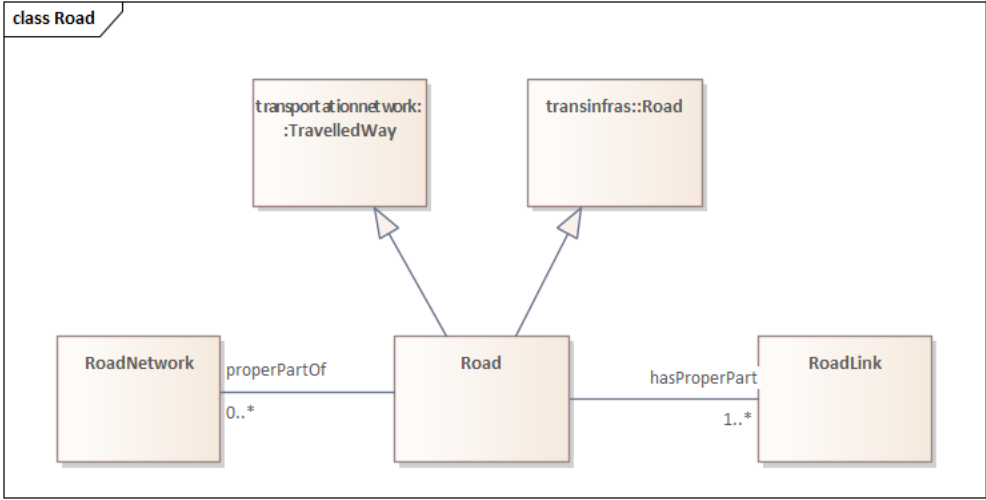 class Road
transportationnetwork:
:TravelledWay
transinfras::Road
RoadNetwork
properPartOf
0..*
Road
hasProperPart
1..*
RoadLink